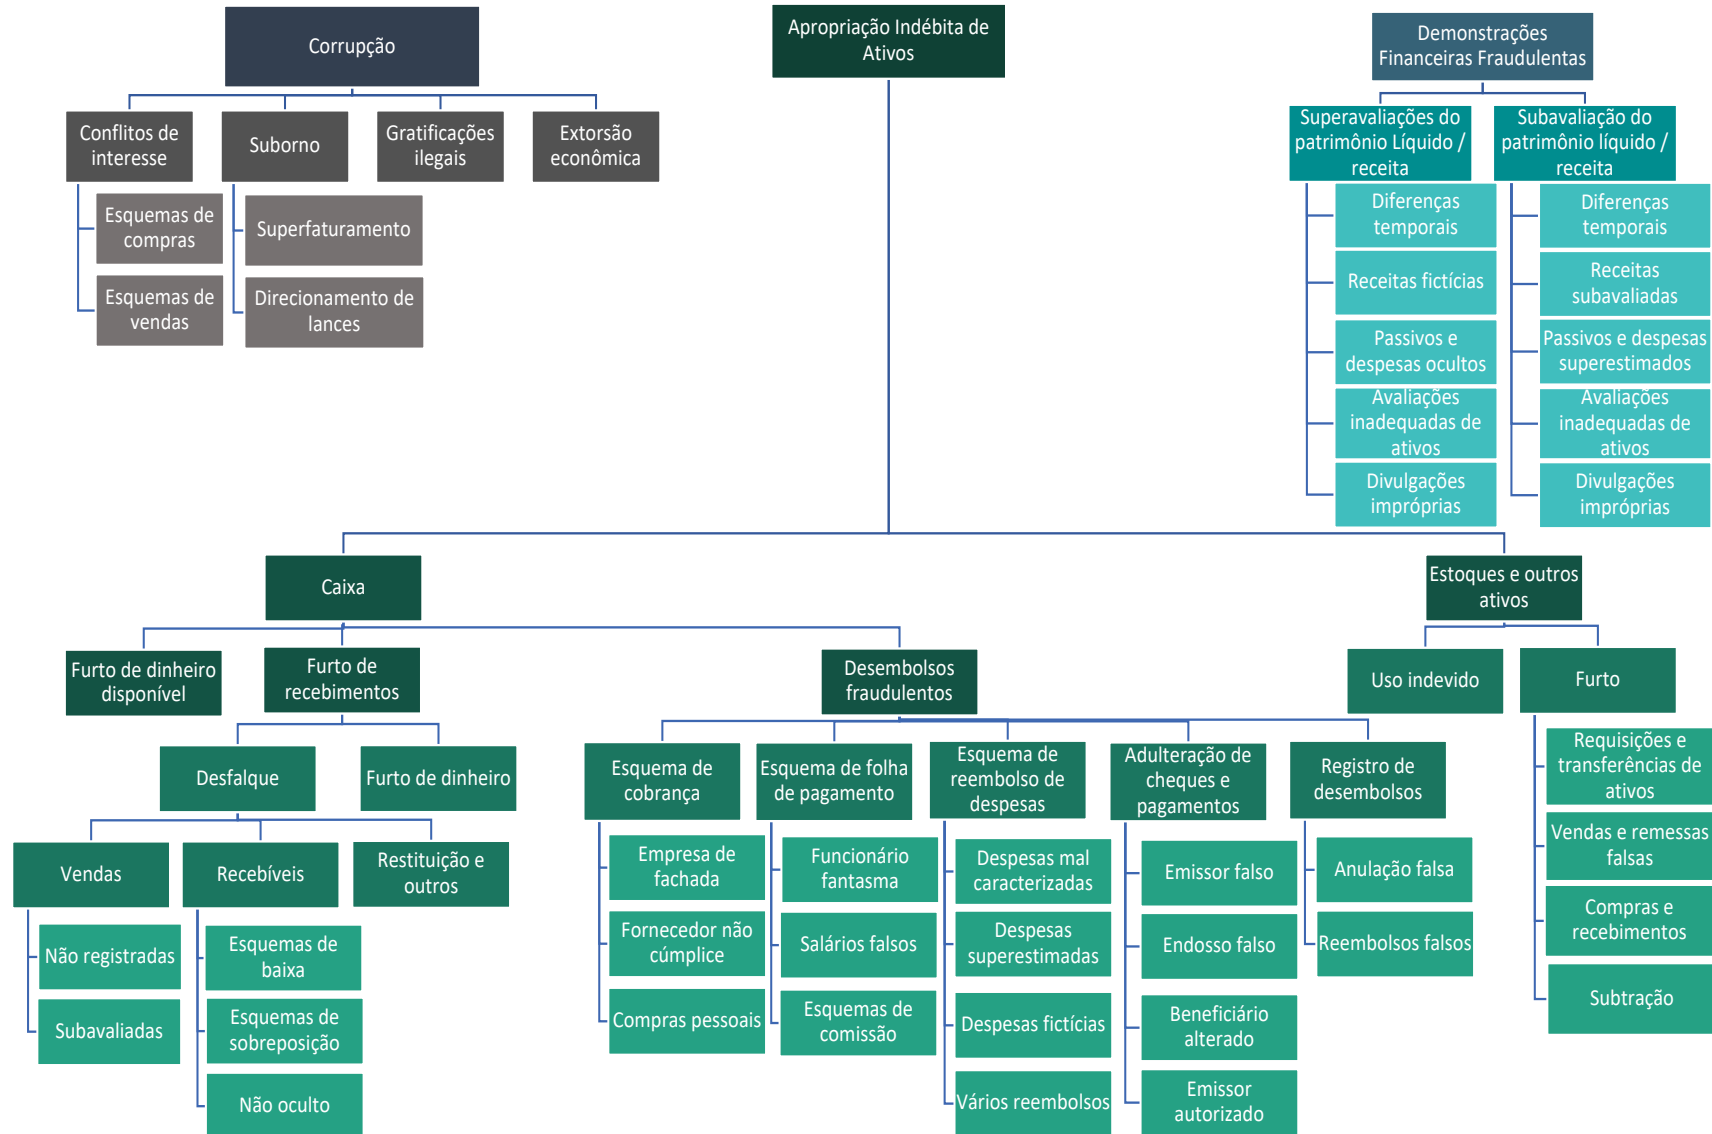 Corrupção
Apropriação Indébita de
Ativos
Demonstrações
Financeiras Fraudulentas
Conflitos de
interesse
Suborno
Gratificações
ilegais
Extorsão
econômica
Esquemas de
compras
Esquemas de
vendas
Superfaturamento
Direcionamento de
lances
Superavaliações do
patrimônio Líquido /
receita
Subavaliação do
patrimônio líquido /
receita
Diferenças
temporais
Receitas fictícias
Passivos e
despesas ocultos
Avaliações
inadequadas de
ativos
Divulgações
impróprias
Diferenças
temporais
Receitas
subavaliadas
Passivos e despesas
superestimados
Avaliações
inadequadas de
ativos
Divulgações
impróprias
Caixa
Estoques e outros
ativos
Furto de dinheiro
disponível
Furto de
recebimentos
Desembolsos
fraudulentos
Uso indevido
Furto
Desfalque
Furto de dinheiro
Vendas
Recebíveis
Restituição e
outros
Não registradas
Subavaliadas
Esquemas de
baixa
Esquemas de
sobreposição
Não oculto
Esquema de
cobrança
Esquema de folha
de pagamento
Esquema de
reembolso de
despesas
Adulteração de
cheques e
pagamentos
Registro de
desembolsos
Empresa de
fachada
Fornecedor não
cúmplice
Compras pessoais
Funcionário
fantasma
Salários falsos
Esquemas de
comissão
Despesas mal
caracterizadas
Despesas
superestimadas
Despesas fictícias
Vários reembolsos
Emissor falso
Endosso falso
Beneficiário
alterado
Emissor
autorizado
Anulação falsa
Reembolsos falsos
Requisições e
transferências de
ativos
Vendas e remessas
falsas
Compras e
recebimentos
Subtração